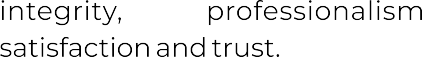 integrity, professionalism
satisfaction and trust.